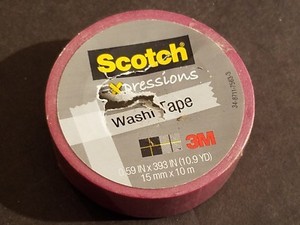 Scotch
Xpressions
Washi Tape
3M
0.59 IN x 393 IN (10.9 YD)
15 mm x 10 m